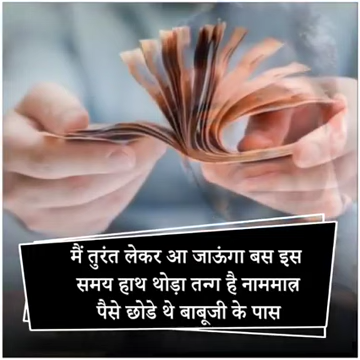 मैं तुरंत लेकर आ जाऊंगा बस इस
समय हाथ थोड़ा तन्ग है नाममात्र
पैसे छोडे थे बाबूजी के पास